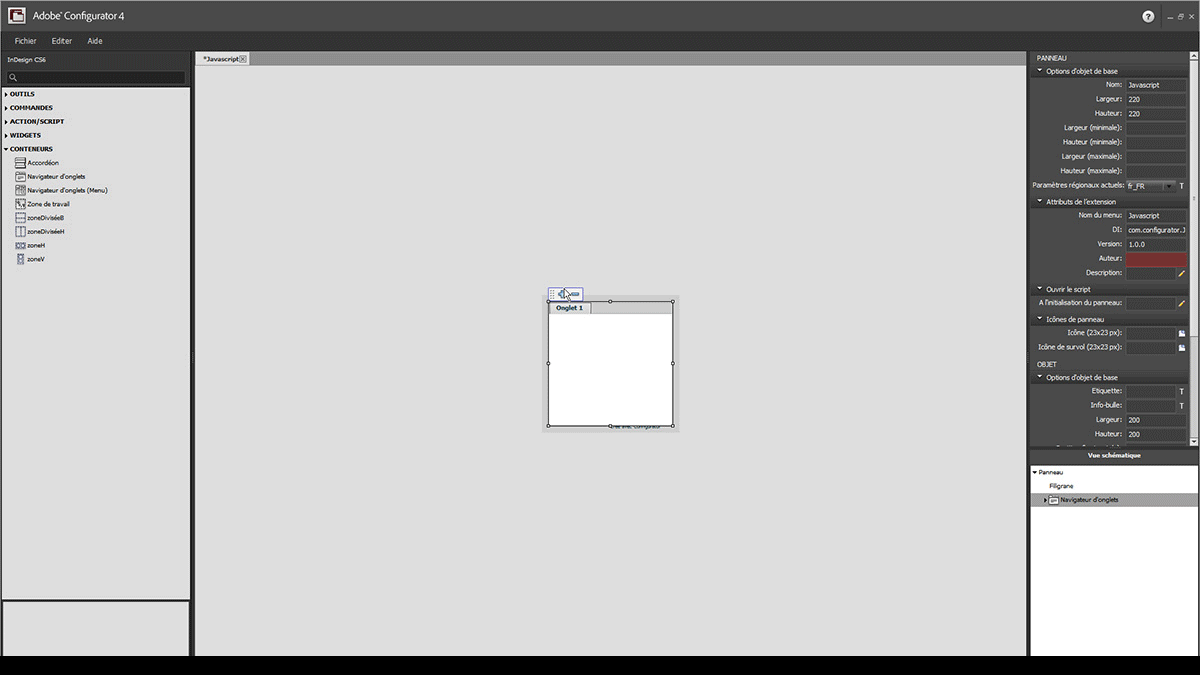 Adobe® Configurator 4
?
Fichier Editer Aide
InDesign CS6
OUTILS
COMMANDES
ACTION/SCRIPT
WIDGETS
CONTENEURS
Accordéon
Navigateur d'onglets
Navigateur d'onglets (Menu)
Zone de travail
zoneDiviséeB
zoneDiviséeH
zoneH
zoneV
*Javascript
Onglet 1
PANNEAU
Options d'objet de base
Nom: Javascript
Largeur: 220
Hauteur: 220
Largeur (minimale):
Hauteur (minimale):
Largeur (maximale):
Hauteur (maximale):
Paramètres régionaux actuels: fr_FR T
Attributs de l'extension
Nom du menu: Javascript
DI: com.configurator.J
Version: 1.0.0
Auteur:
Description:
Ouvrir le script
A l'initialisation du panneau:
Icônes de panneau
Icône (23x23 px):
Icône de survol (23x23 px):
OBJET
Options d'objet de base
Etiquette: T
Info-bulle: T
Largeur: 200
Hauteur: 200
Vue schématique
Panneau
Filigrane
Navigateur d'onglets